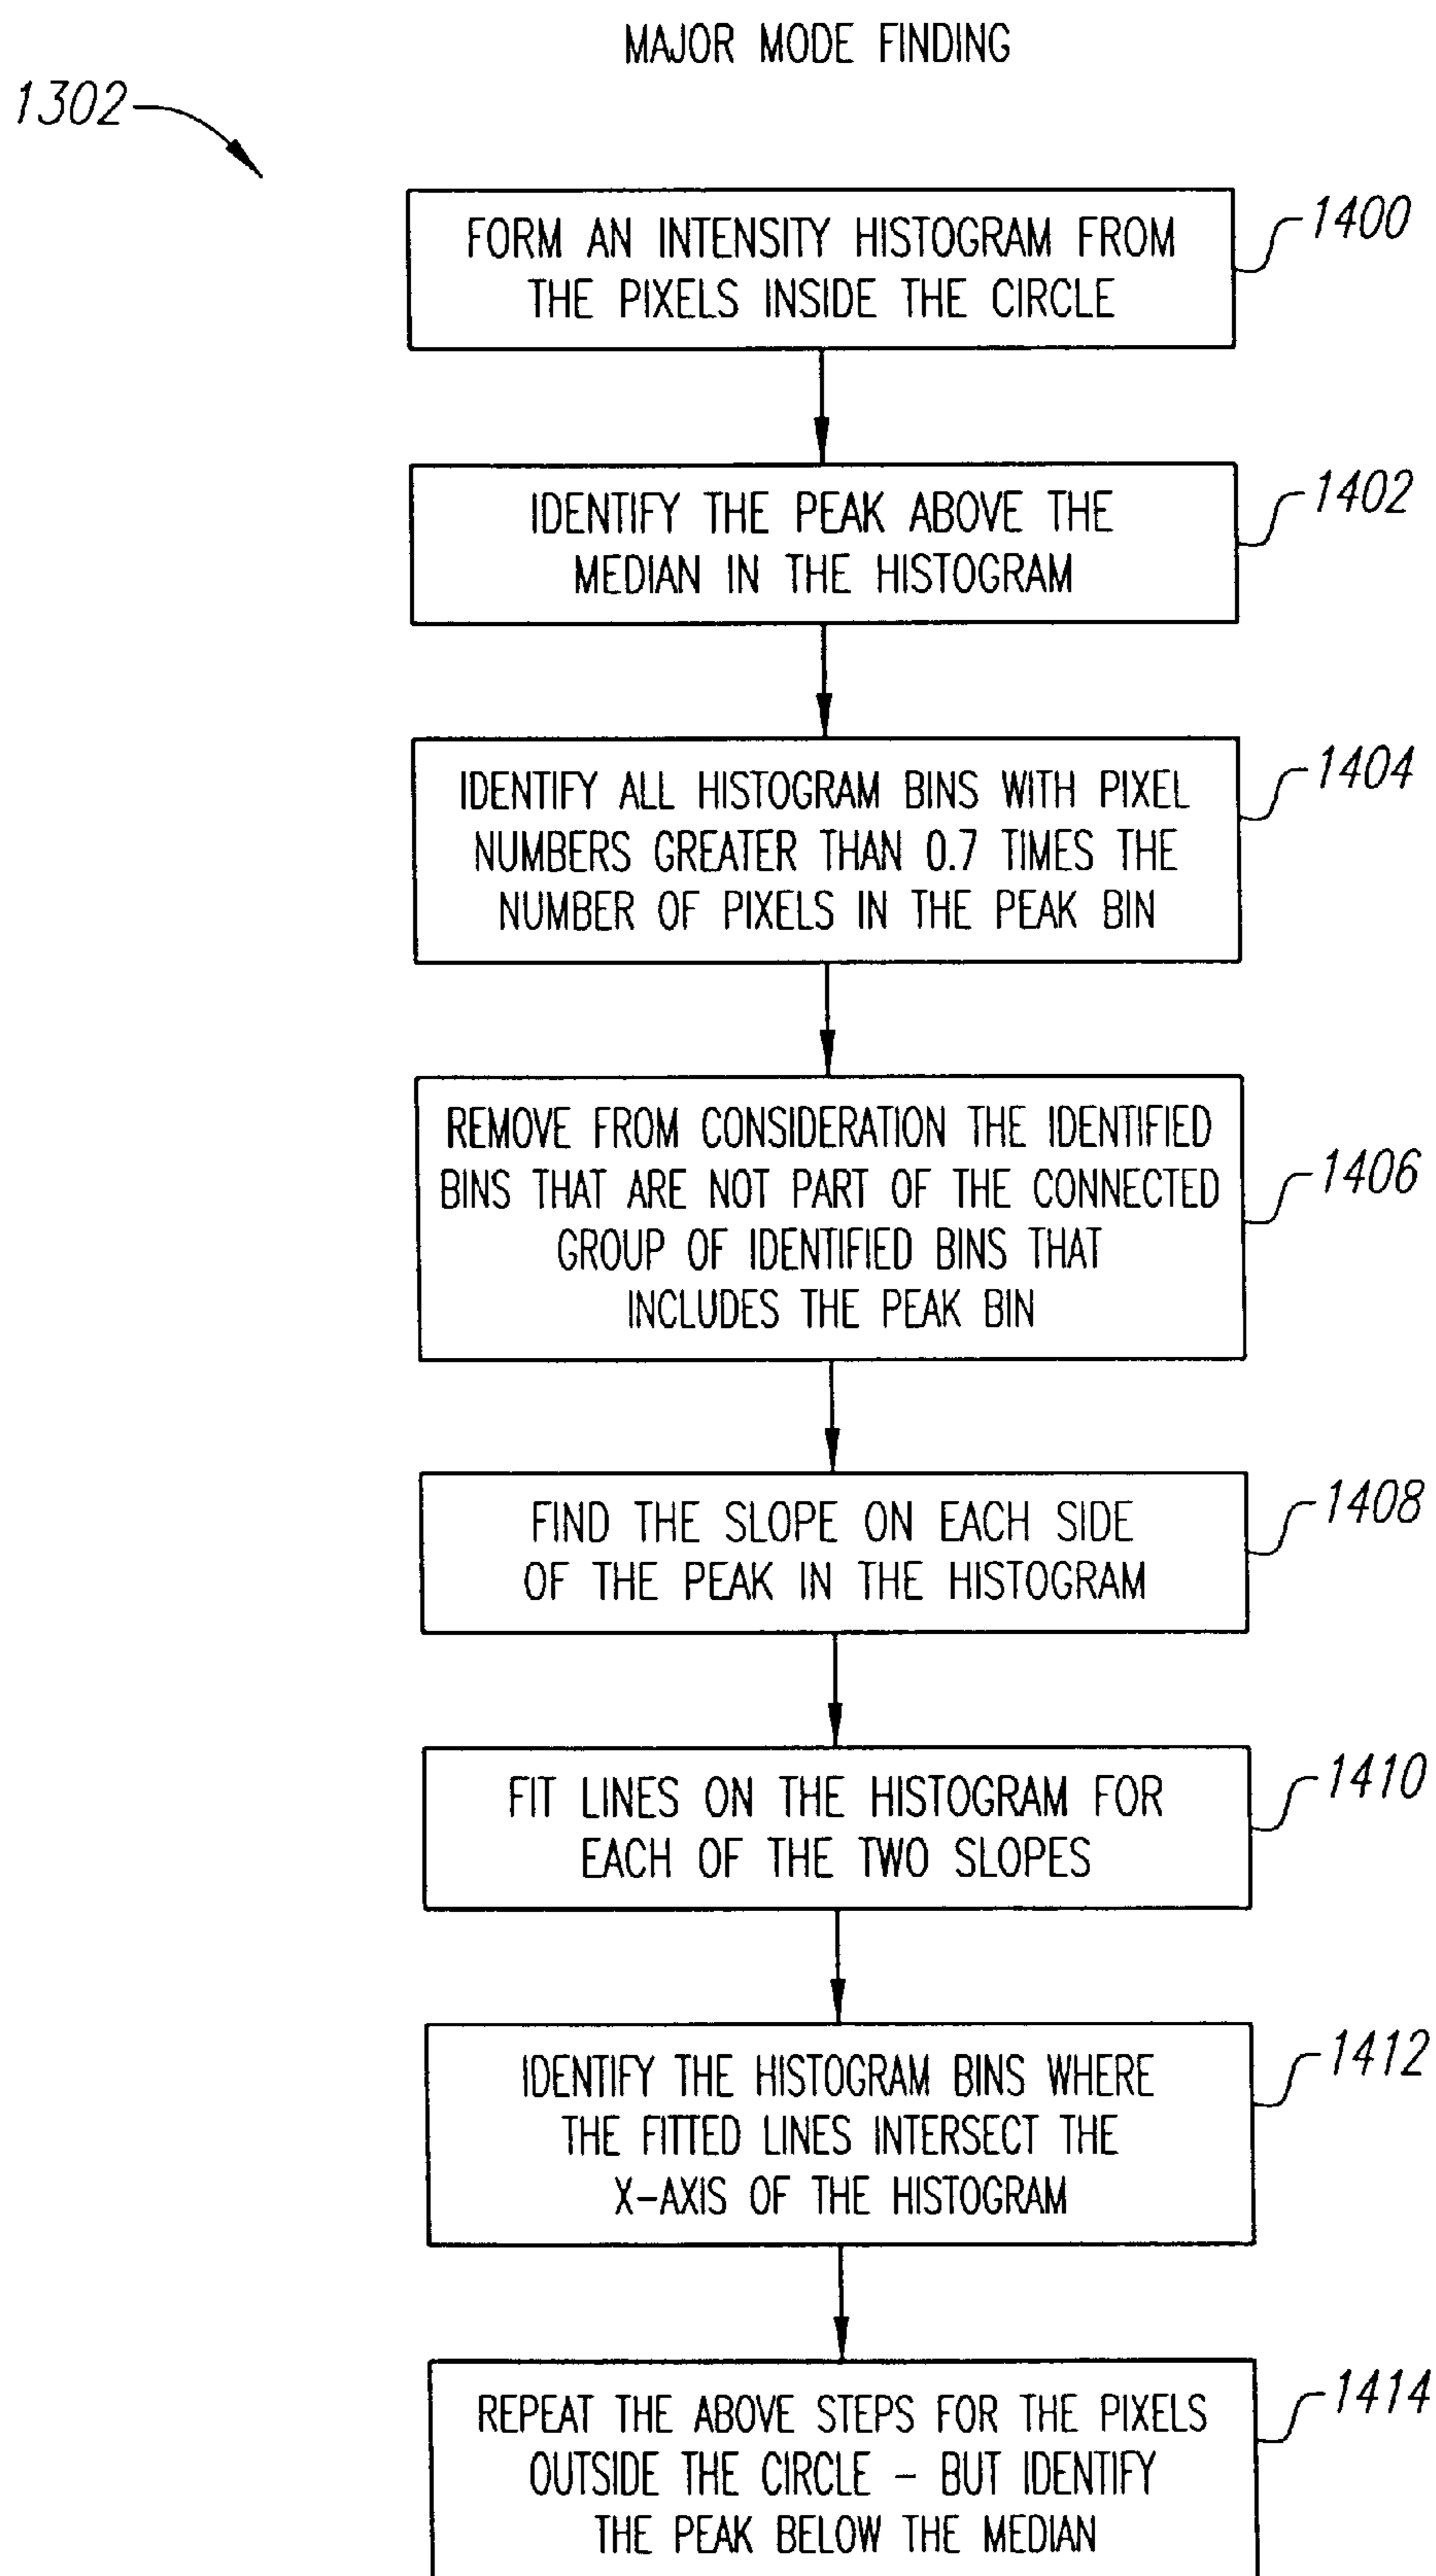 MAJOR MODE FINDING
1302
FORM AN INTENSITY HISTOGRAM FROM
THE PIXELS INSIDE THE CIRCLE
1400
IDENTIFY THE PEAK ABOVE THE
MEDIAN IN THE HISTOGRAM
1402
IDENTIFY ALL HISTOGRAM BINS WITH PIXEL
NUMBERS GREATER THAN 0.7 TIMES THE
NUMBER OF PIXELS IN THE PEAK BIN
1404
REMOVE FROM CONSIDERATION THE IDENTIFIED
BINS THAT ARE NOT PART OF THE CONNECTED
GROUP OF IDENTIFIED BINS THAT
INCLUDES THE PEAK BIN
1406
FIND THE SLOPE ON EACH SIDE
OF THE PEAK IN THE HISTOGRAM
1408
FIT LINES ON THE HISTOGRAM FOR
EACH OF THE TWO SLOPES
1410
IDENTIFY THE HISTOGRAM BINS WHERE
THE FITTED LINES INTERSECT THE
X-AXIS OF THE HISTOGRAM
1412
REPEAT THE ABOVE STEPS FOR THE PIXELS
OUTSIDE THE CIRCLE – BUT IDENTIFY
THE PEAK BELOW THE MEDIAN
1414